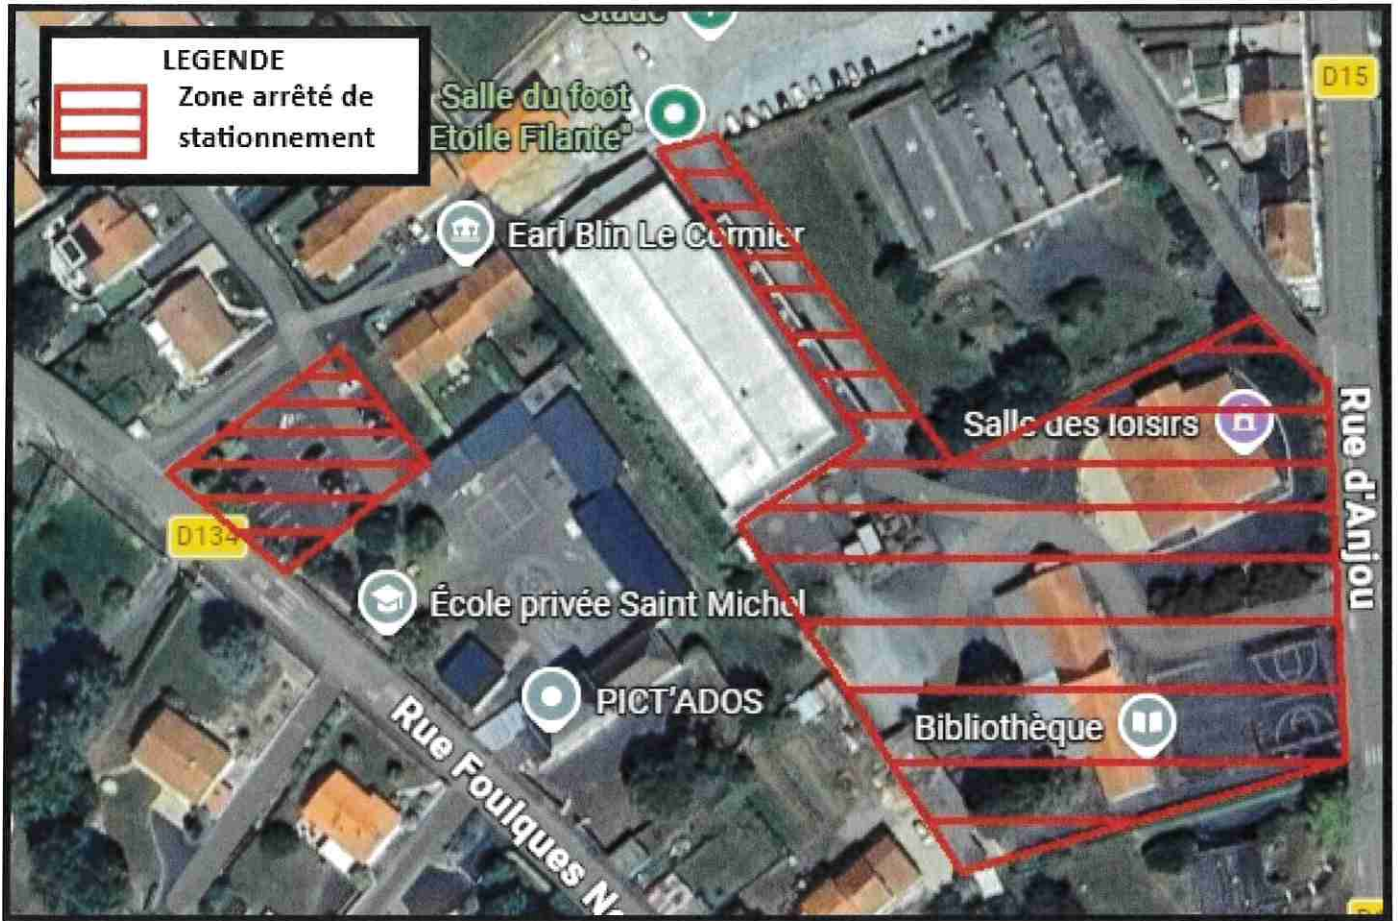 LEGENDE
Zone arrêté de
stationnement
Stade
D15
Salle du foot
Etoile Filante"
Earl Blin Le Cormier
Salle des loisirs
Rue d'Anjou
D134
École privée Saint Michel
PICT'ADOS
Bibliothèque
Rue Foulques